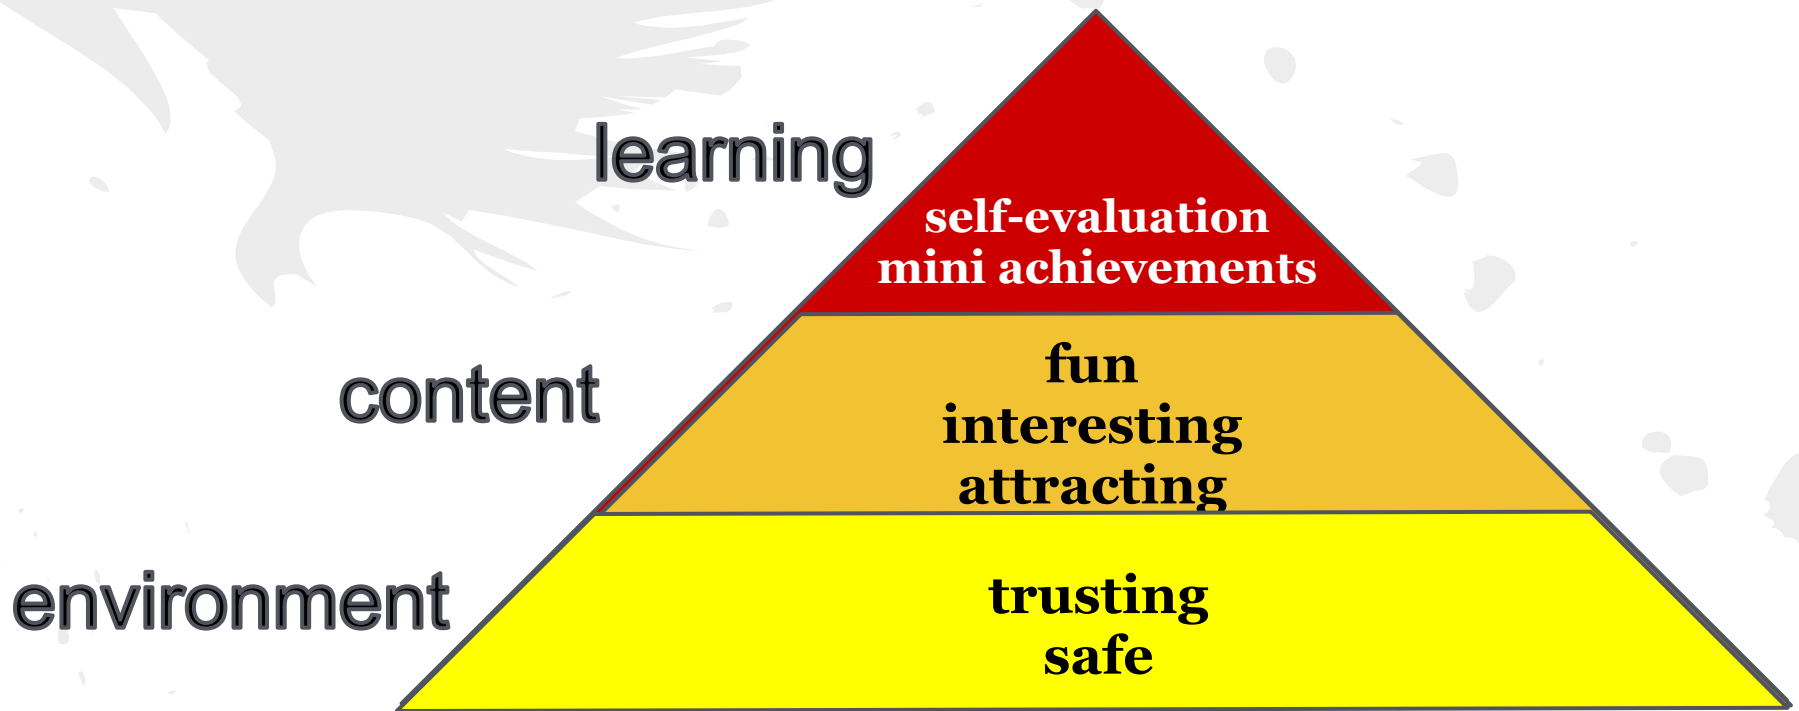 learning
self-evaluation
mini achievements
content
fun
interesting
attracting
environment
trusting
safe